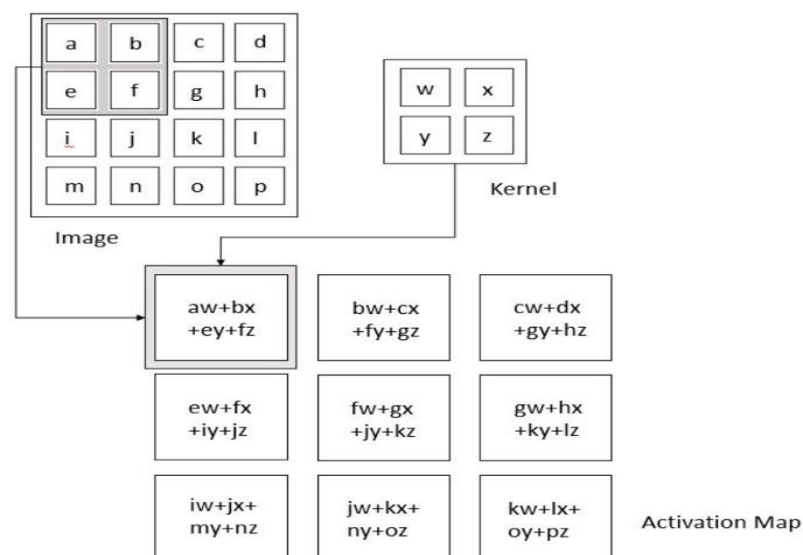 a b c d
e f g h
i j k l
m n o p
Image
w x
y z
Kernel
aw+bx
+ey+fz
bw+cx
+fy+gz
cw+dx
+gy+hz
ew+fx
+iy+jz
fw+gx
+jy+kz
gw+hx
+ky+lz
iw+jx+
my+nz
jw+kx+
ny+oz
kw+lx+
oy+pz
Activation Map